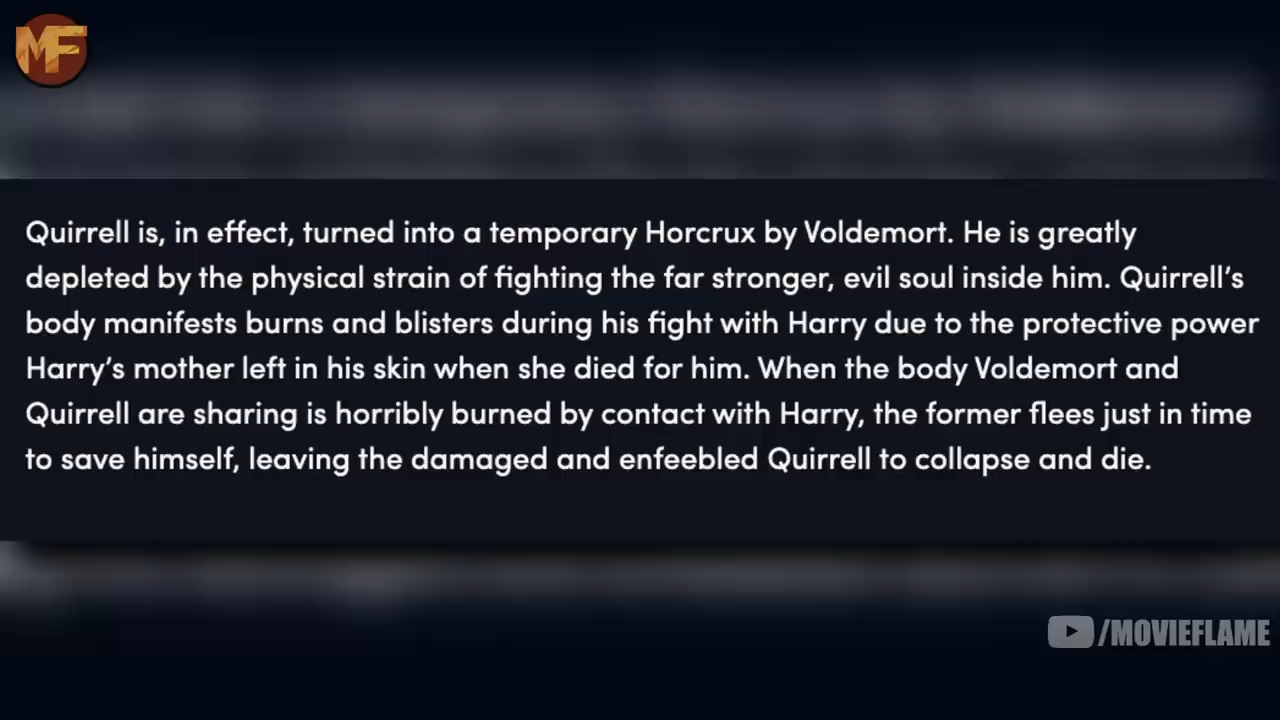 MF
Quirrell is, in effect, turned into a temporary Horcrux by Voldemort. He is greatly
depleted by the physical strain of fighting the far stronger, evil soul inside him. Quirrell’s
body manifests burns and blisters during his fight with Harry due to the protective power
Harry’s mother left in his skin when she died for him. When the body Voldemort and
Quirrell are sharing is horribly burned by contact with Harry, the former flees just in time
to save himself, leaving the damaged and enfeebled Quirrell to collapse and die.
/MOVIEFLAME